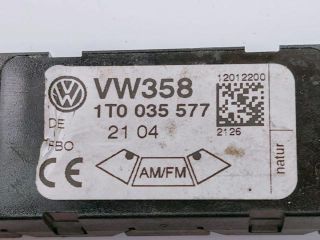 VW358
12012200
1T0 035 577
DE
21 04
2126
FBO
CE
AM/FM
natur